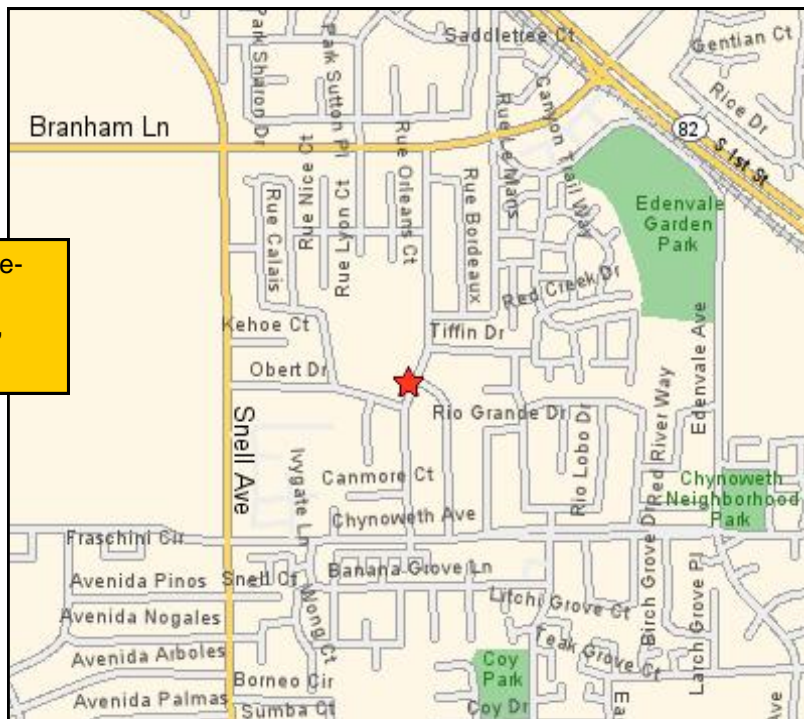 Saddletree Ct
Gentian Ct
Park Sharon Dr
Park Sutton Pl
Canyon Trail Way
Rice Dr
Branham Ln
82
S 1st St
Rue Nice Ct
Rue Lyon Ct
Rue Orleans Ct
Rue Bordeaux
Rue Le Mans
Rue Calais
Edenvale
Garden
Park
e-
,
Red Creek Dr
Kehoe Ct
Tiffin Dr
Edenvale Ave
Obert Dr
Rio Grande Dr
Red River Way
Snell Ave
Ivygate Ln
Rio Lobo Dr
Canmore Ct
Chynoweth
Neighborhood
Park
Chynoweth Ave
Fraschini Cir
Birch Grove Dr
Avenida Pinos
Snell Ct
Banana Grove Ln
Larch Grove Pl
Avenida Nogales
Wong Ct
Litchi Grove Ct
Avenida Arboles
Teak Grove Ct
Coy
Park
Borneo Cir
Avenida Palmas
Sumba Ct
Coy Dr
Ea
Ave